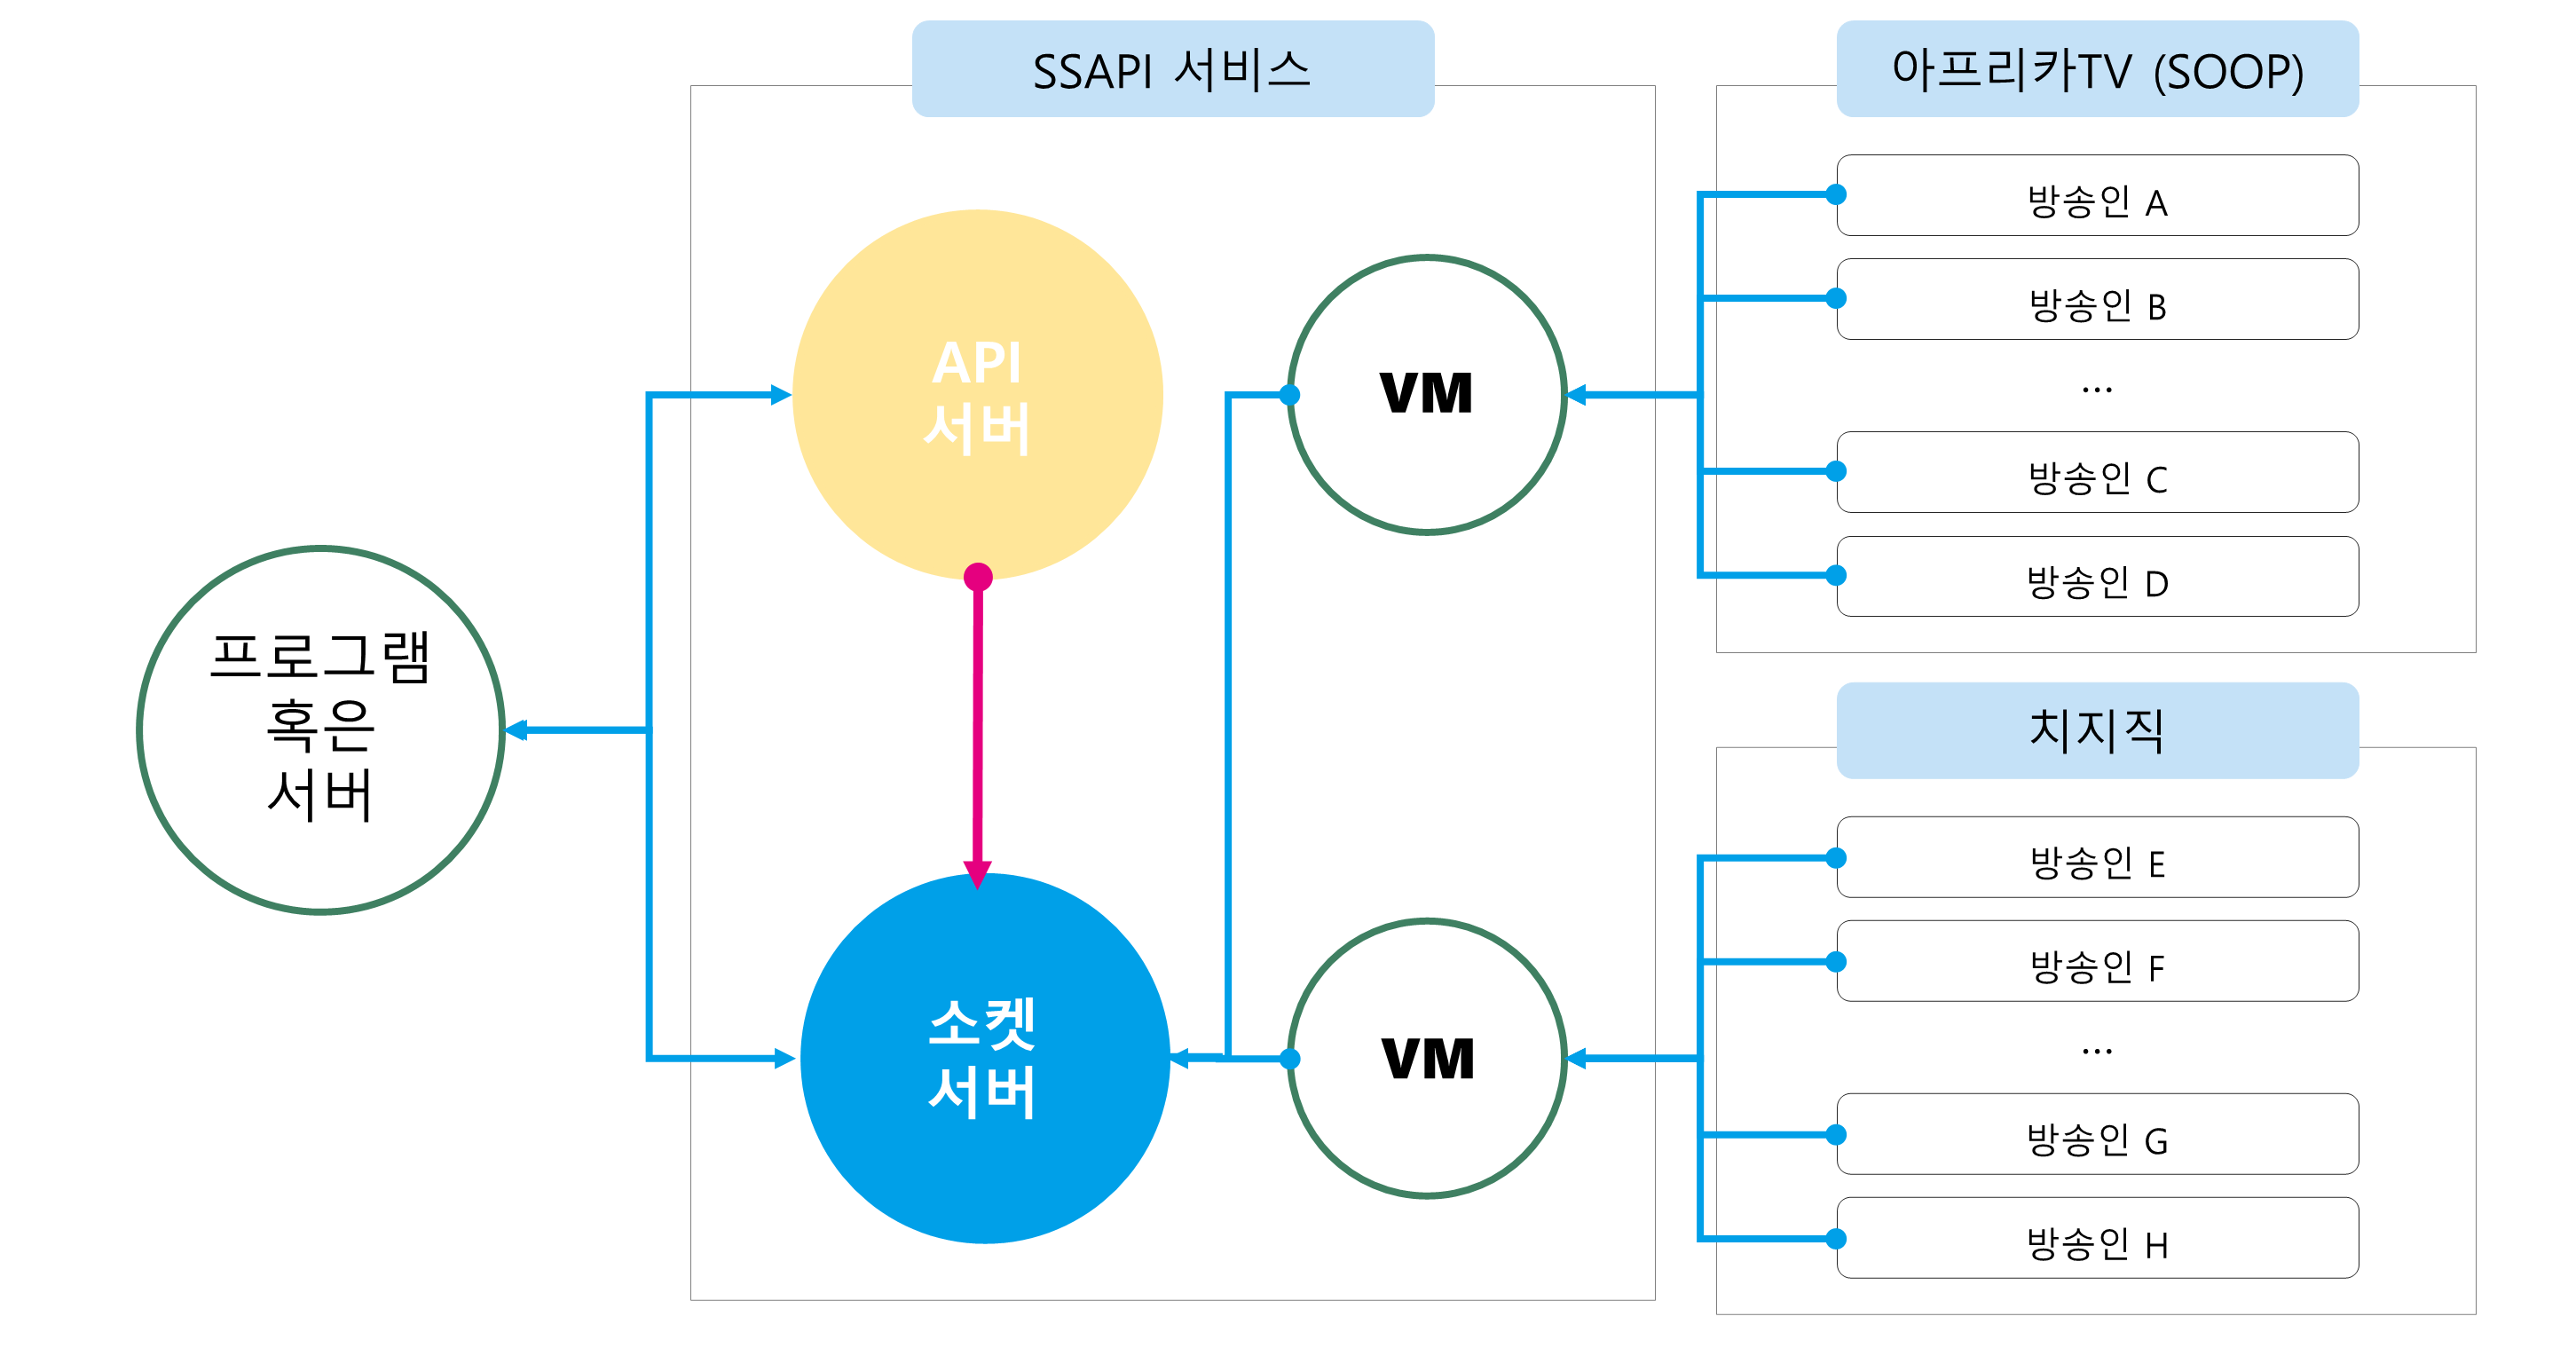 SSAPI 서비스
아프리카TV (SOOP)
방송인 A
방송인 B
...
방송인 C
방송인 D
API
서버
VM
프로그램
혹은
서버
소켓
서버
VM
치지직
방송인 E
방송인 F
...
방송인 G
방송인 H